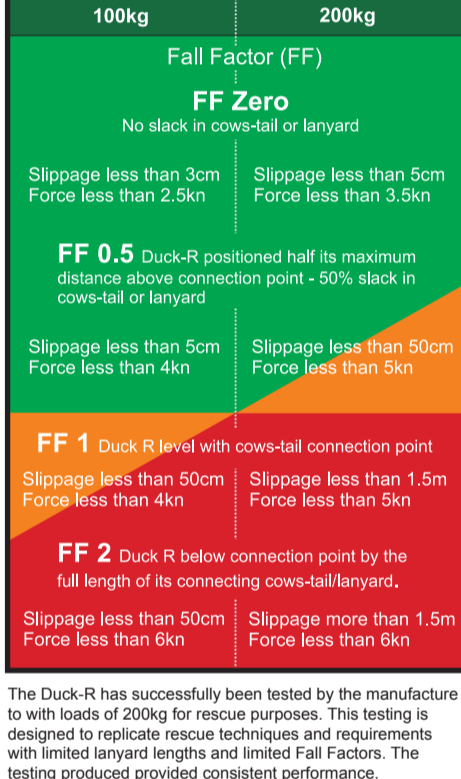 100kg 200kg
Fall Factor (FF)
FF Zero
No slack in cows-tail or lanyard
Slippage less than 3cm Slippage less than 5cm
Force less than 2.5kn Force less than 3.5kn
FF 0.5 Duck-R positioned half its maximum
distance above connection point - 50% slack in
cows-tail or lanyard
Slippage less than 5cm Slippage less than 50cm
Force less than 4kn Force less than 5kn
FF 1 Duck R level with cows-tail connection point
Slippage less than 50cm Slippage less than 1.5m
Force less than 4kn Force less than 5kn
FF 2 Duck R below connection point by the
full length of its connecting cows-tail/lanyard.
Slippage less than 50cm Slippage more than 1.5m
Force less than 6kn Force less than 6kn
The Duck-R has successfully been tested by the manufacture
to with loads of 200kg for rescue purposes. This testing is
designed to replicate rescue techniques and requirements
with limited lanyard lengths and limited Fall Factors. The
testing produced provided consistent performance.